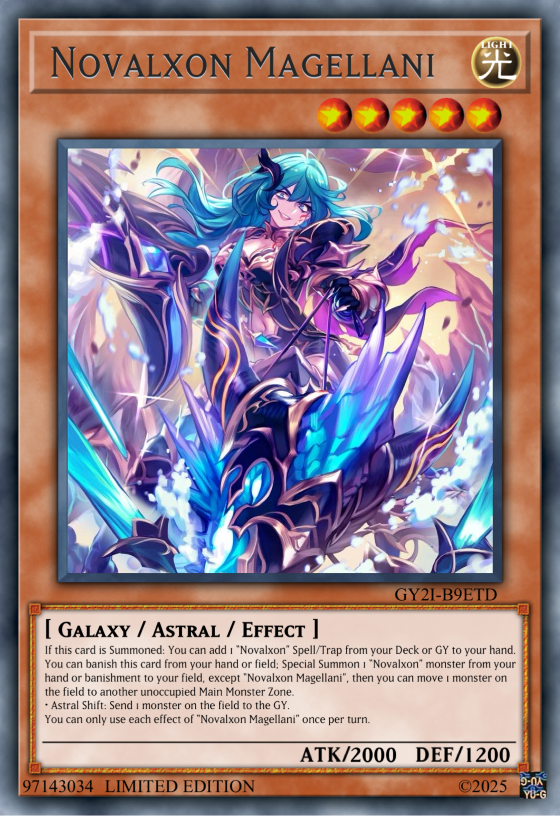 Novalxon Magellani
LIGHT
光
GY2I-B9ETD
[ Galaxy / Astral / Effect ]
If this card is Summoned: You can add 1 "Novalxon" Spell/Trap from your Deck or GY to your hand.
You can banish this card from your hand or field; Special Summon 1 "Novalxon" monster from your
hand or banishment to your field, except "Novalxon Magellani", then you can move 1 monster on
the field to another unoccupied Main Monster Zone.
• Astral Shift: Send 1 monster on the field to the GY.
You can only use each effect of "Novalxon Magellani" once per turn.
ATK/2000 DEF/1200
97143034 LIMITED EDITION ©2025
YU-G